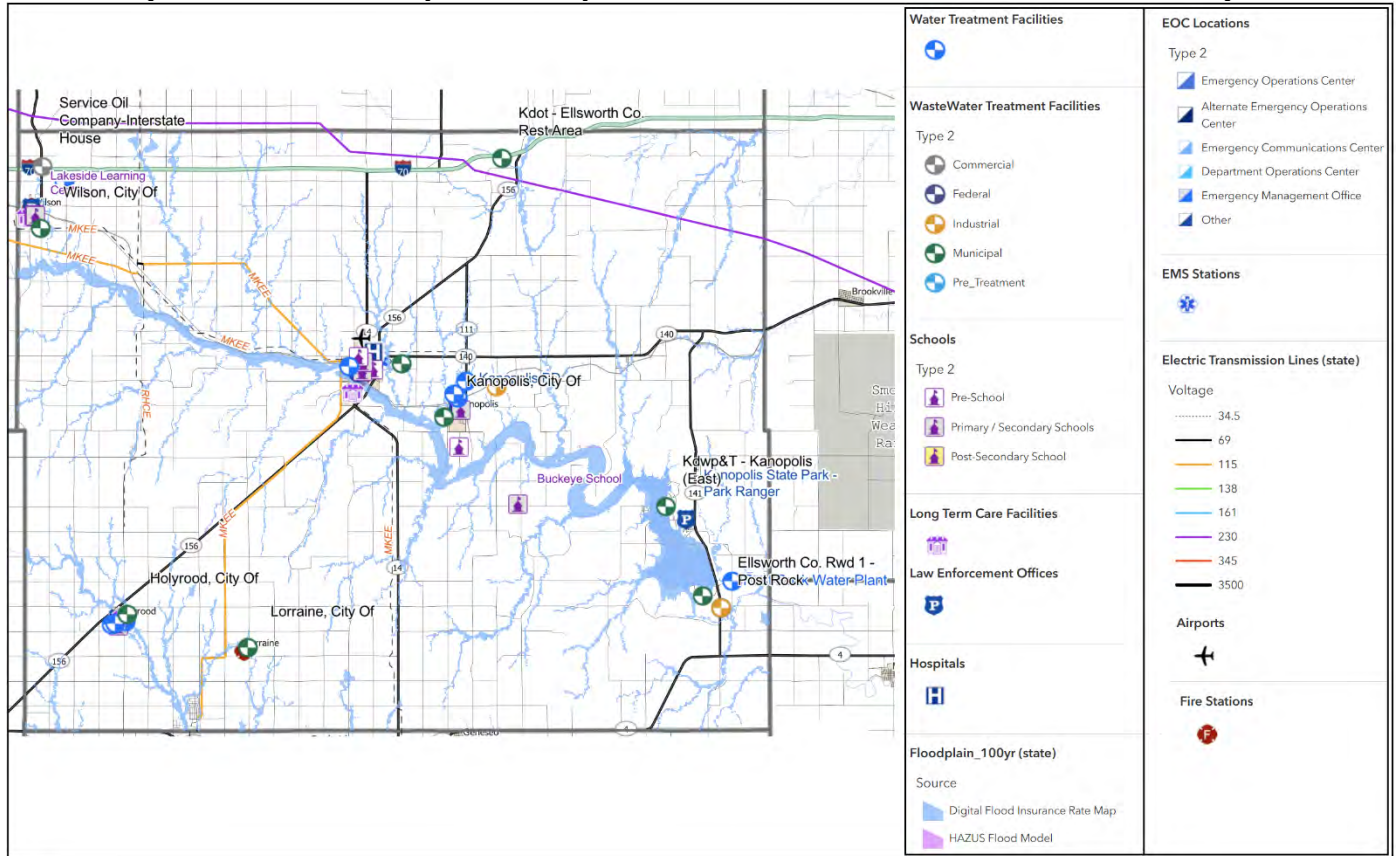 Service Oil
Company-Interstate
House
Kdot - Ellsworth Co.
Rest Area
70
70
Lakeside Learning
Wilson, City Of
MKEE
156
MKEE
MKEE
Brookville
156
14
111
140
MKEE
140
Kanopolis, City Of
RHCE
Kdwp&T - Kanopolis
(East)
Kanopolis State Park -
Park Ranger
141
Buckeye School
MKEE
MKEE
156
14
Holyrood, City Of
Ellsworth Co. Rwd 1 -
Post Rock
Water Plant
Lorraine, City Of
156
4
4
Water Treatment Facilities
WasteWater Treatment Facilities
Type 2
Commercial
Federal
Industrial
Municipal
Pre_Treatment
Schools
Type 2
Pre-School
Primary / Secondary Schools
Post-Secondary School
Long Term Care Facilities
Law Enforcement Offices
P
Hospitals
H
Floodplain_100yr (state)
Source
Digital Flood Insurance Rate Map
HAZUS Flood Model
EOC Locations
Type 2
Emergency Operations Center
Alternate Emergency Operations
Center
Emergency Communications Center
Department Operations Center
Emergency Management Office
Other
EMS Stations
Electric Transmission Lines (state)
Voltage
34.5
69
115
138
161
230
345
3500
Airports
Fire Stations
F